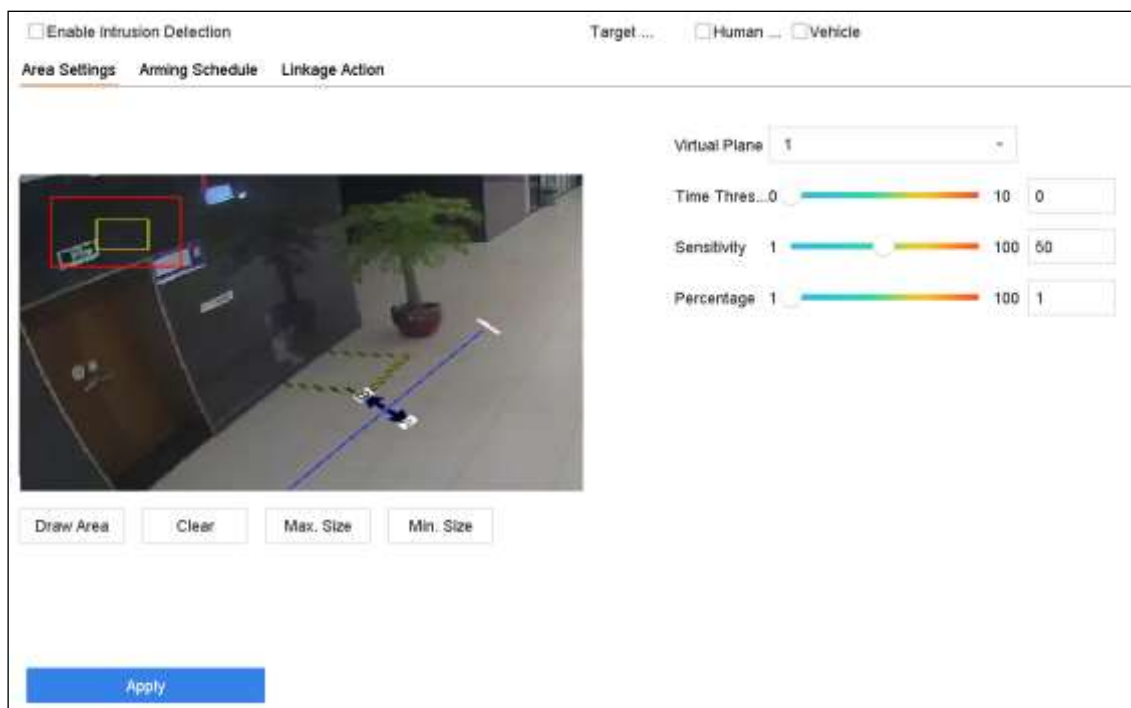 Enable Intrusion Detection Target ... Human ... Vehicle
Area Settings Arming Schedule Linkage Action
Virtual Plane 1
Time Thres...0 10 0
Sensitivity 1 100 50
Percentage 1 100 1
Draw Area Clear Max. Size Min. Size
Apply